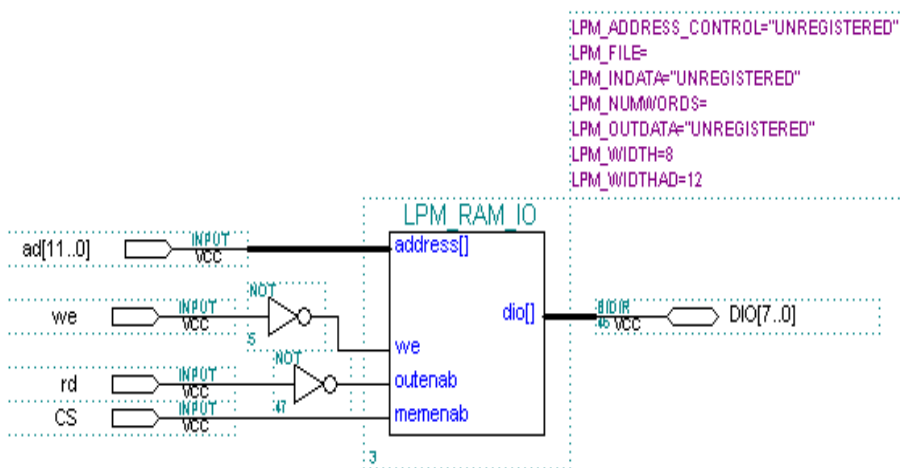 LPM_ADDRESS_CONTROL="UNREGISTERED"
LPM_FILE=
LPM_INDATA="UNREGISTERED"
LPM_NUMWORDS=
LPM_OUTDATA="UNREGISTERED"
LPM_WIDTH=8
LPM_WIDTHAD=12
LPM_RAM_IO
ad[11..0] INPUT VCC address[]
we INPUT VCC NOT 5 we
dio[] BIDIR 46 VCC DIO[7..0]
rd INPUT VCC NOT 47 outenab
CS INPUT VCC memenab
3